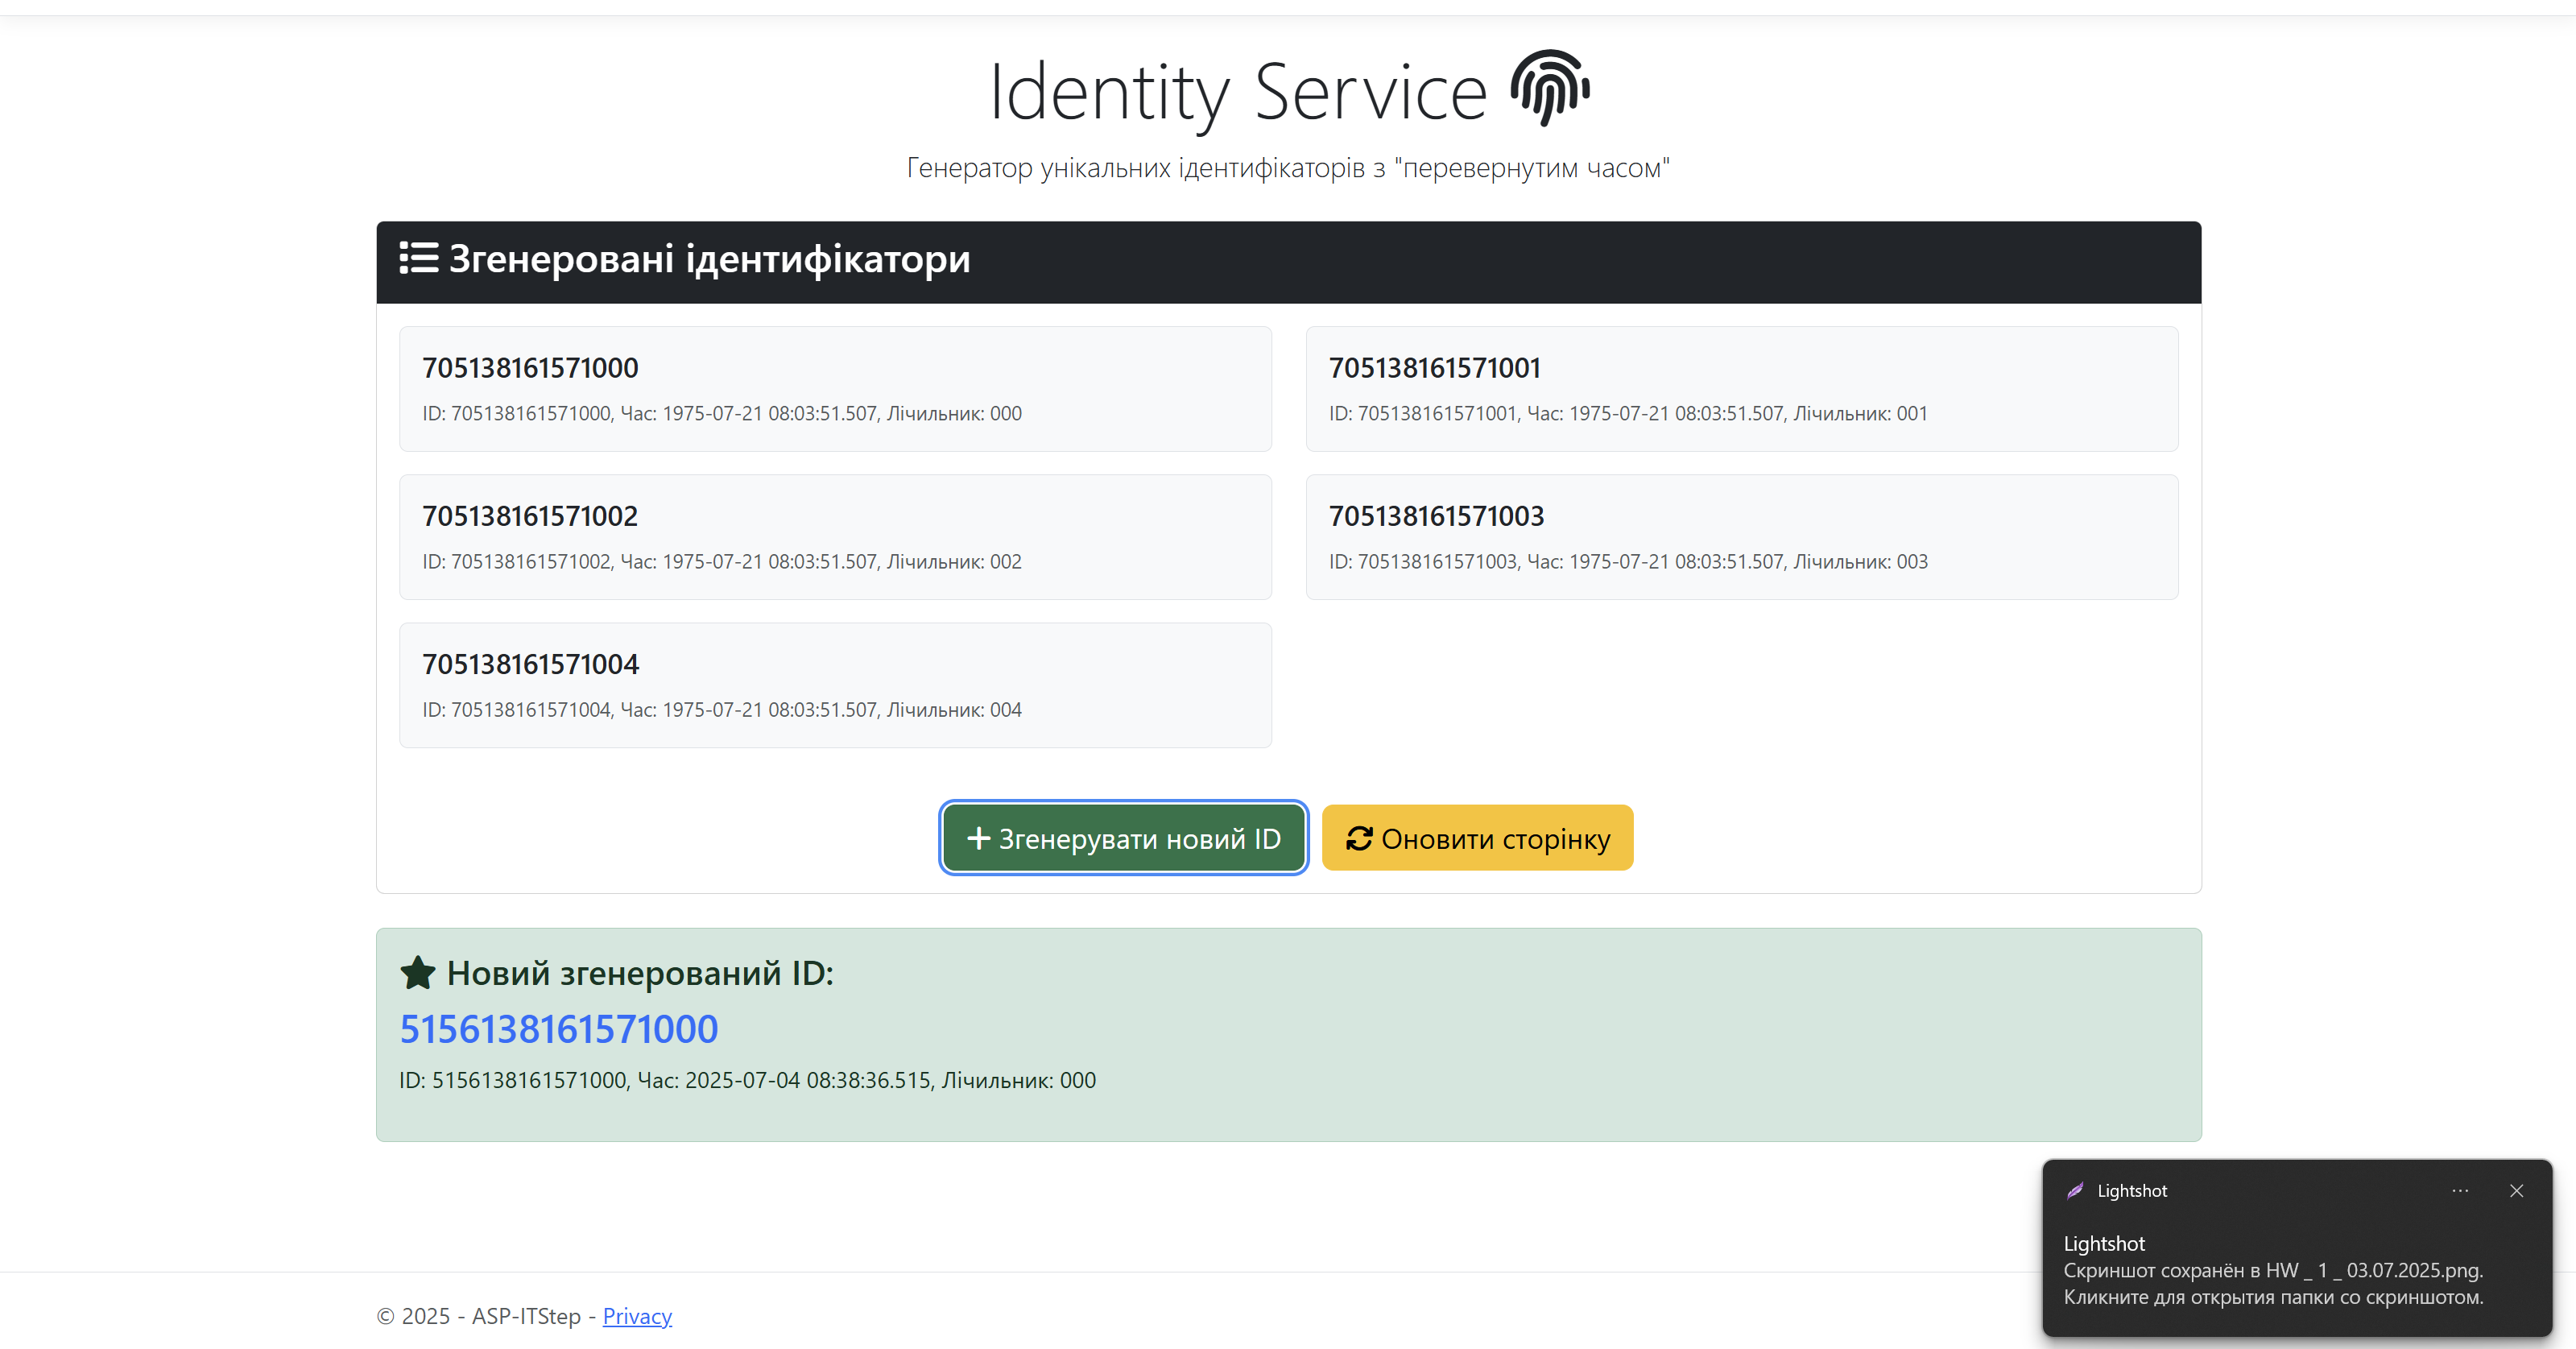 Identity Service
Генератор унікальних ідентифікаторів з "перевернутим часом"
Згенеровані ідентифікатори
705138161571000
ID: 705138161571000, Час: 1975-07-21 08:03:51.507, Лічильник: 000
705138161571001
ID: 705138161571001, Час: 1975-07-21 08:03:51.507, Лічильник: 001
705138161571002
ID: 705138161571002, Час: 1975-07-21 08:03:51.507, Лічильник: 002
705138161571003
ID: 705138161571003, Час: 1975-07-21 08:03:51.507, Лічильник: 003
705138161571004
ID: 705138161571004, Час: 1975-07-21 08:03:51.507, Лічильник: 004
Згенерувати новий ID
Оновити сторінку
Новий згенерований ID:
5156138161571000
ID: 5156138161571000, Час: 2025-07-04 08:38:36.515, Лічильник: 000
Lightshot
Lightshot
Скриншот сохранён в HW _ 1 _ 03.07.2025.png.
Кликните для открытия папки со скриншотом.
© 2025 - ASP-ITStep - Privacy